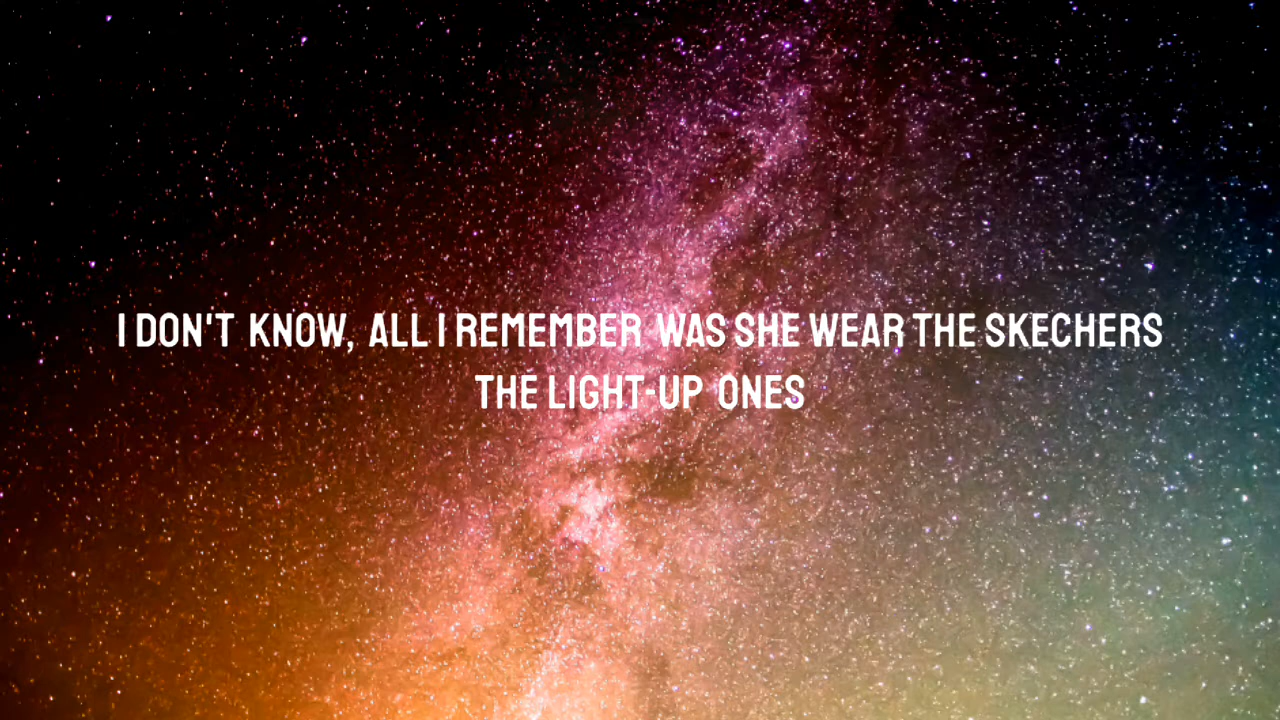 I DON'T KNOW, ALL I REMEMBER WAS SHE WEAR THE SKECHERS
THE LIGHT-UP ONES